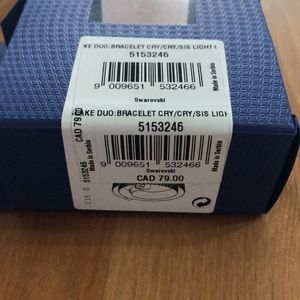 AKE DUO:BRACELET CRY/CRY/SIS LIGHT
5153246
9 009651 532466
Swarovski
Made in Serbia
AKE DUO:BRACELET CRY/CRY/SIS LIGH
5153246
9 009651 532466
Swarovski
CAD 79.00
Made in Serbia
CAD 79.00
5153246
Made in Serbia